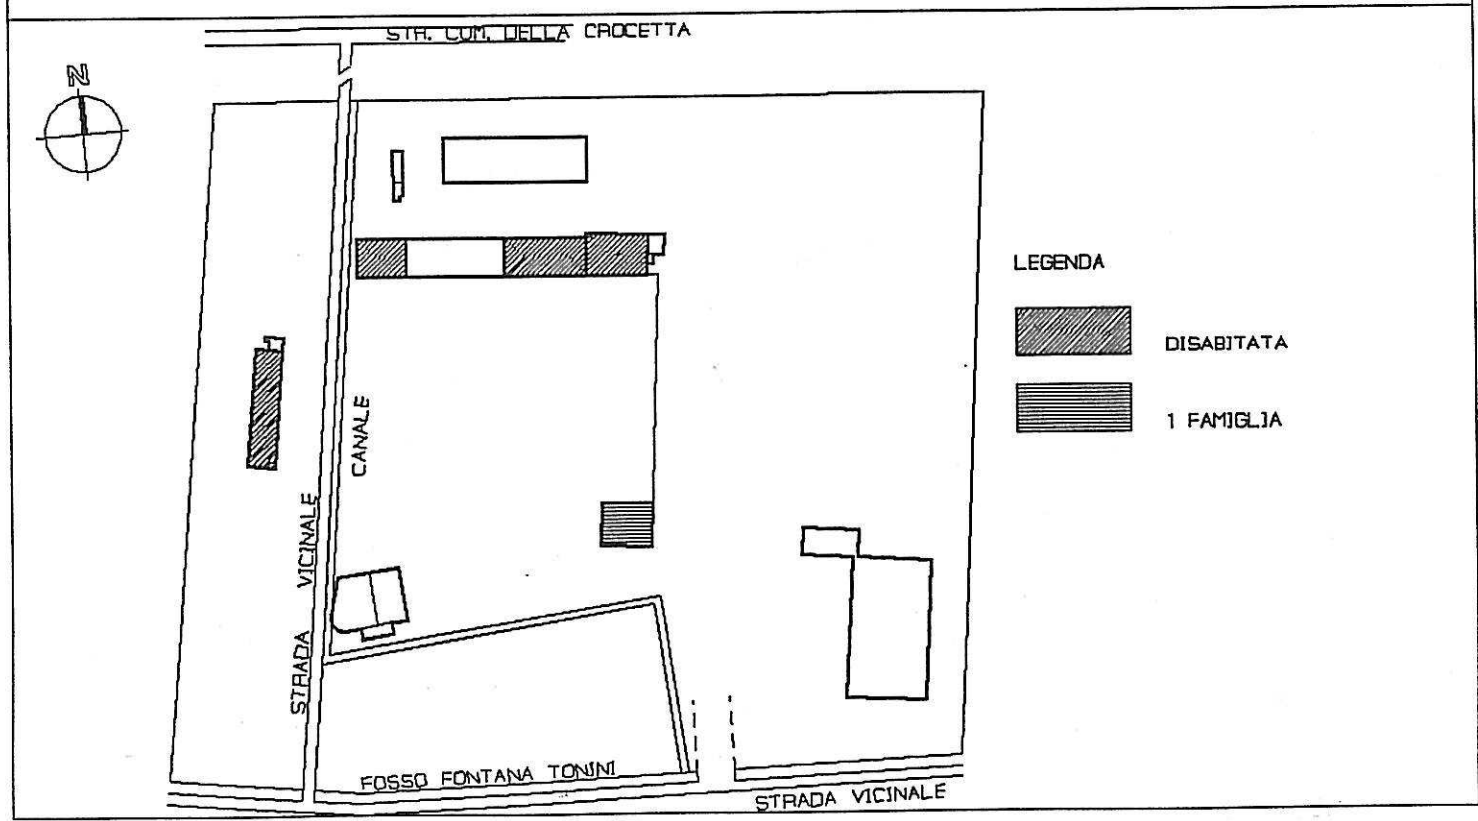 STR. COM. DELLA CROCETTA
N
LEGENDA
DISABITATA
1 FAMIGLIA
CANALE
STRADA VICINALE
FOSSO FONTANA TONINI
STRADA VICINALE